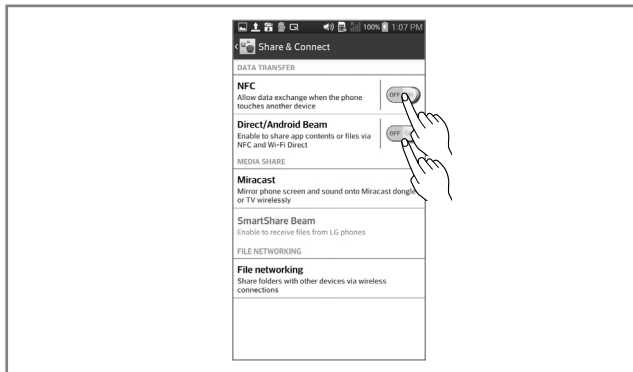 100% 1:07 PM
Share & Connect
DATA TRANSFER
NFC
Allow data exchange when the phone
touches another device
OFF
Direct/Android Beam
Enable to share app contents or files via
NFC and Wi-Fi Direct
OFF
MEDIA SHARE
Miracast
Mirror phone screen and sound onto Miracast dongle
or TV wirelessly
SmartShare Beam
Enable to receive files from LG phones
FILE NETWORKING
File networking
Share folders with other devices via wireless
connections